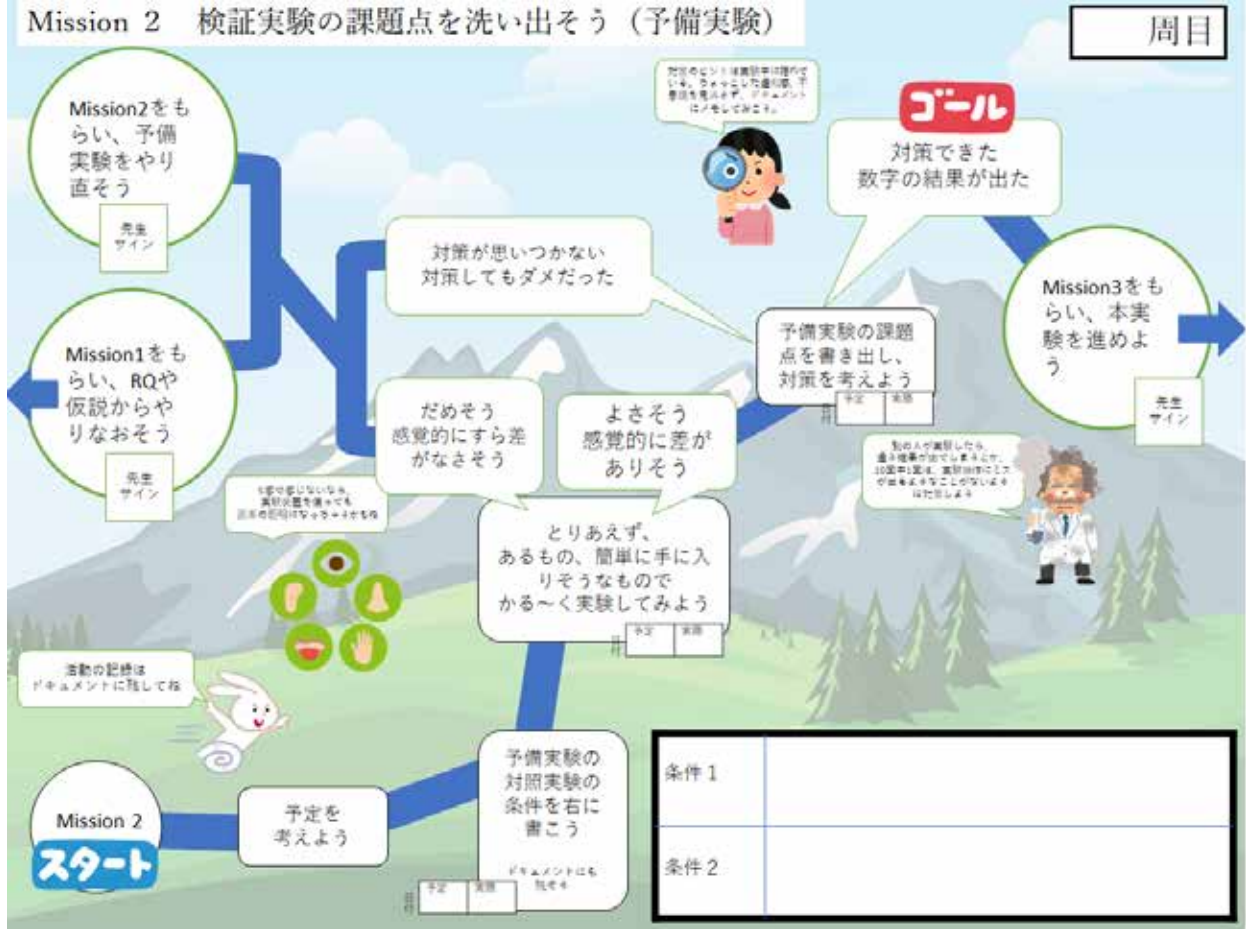 Mission 2 検証実験の課題点を洗い出そう（予備実験）
周目
Mission2をも
らい、予備
実験をやり
直そう
先生
サイン
Mission1をも
らい、RQや
仮説からや
りなおそう
先生
サイン
対策が思いつかない
対策してもダメだった
ゴール
対策できた
数字の結果が出た
Mission3をも
らい、本実
験を進めよ
う
先生
サイン
予備実験の課題
点を書き出し、
対策を考えよう
日付
予定
実際
だめそう
感覚的にすら差
がなさそう
よさそう
感覚的に差が
ありそう
とりあえず、
あるもの、簡単に手に入
りそうなもので
かる～く実験してみよう
日付
予定
実際
活動の記録は
ドキュメントに残してね
予備実験の
対照実験の
条件を右に
書こう
ドキュメントにも
残そう
日付
予定
実際
予定を
考えよう
Mission 2
スタート
条件1
条件2